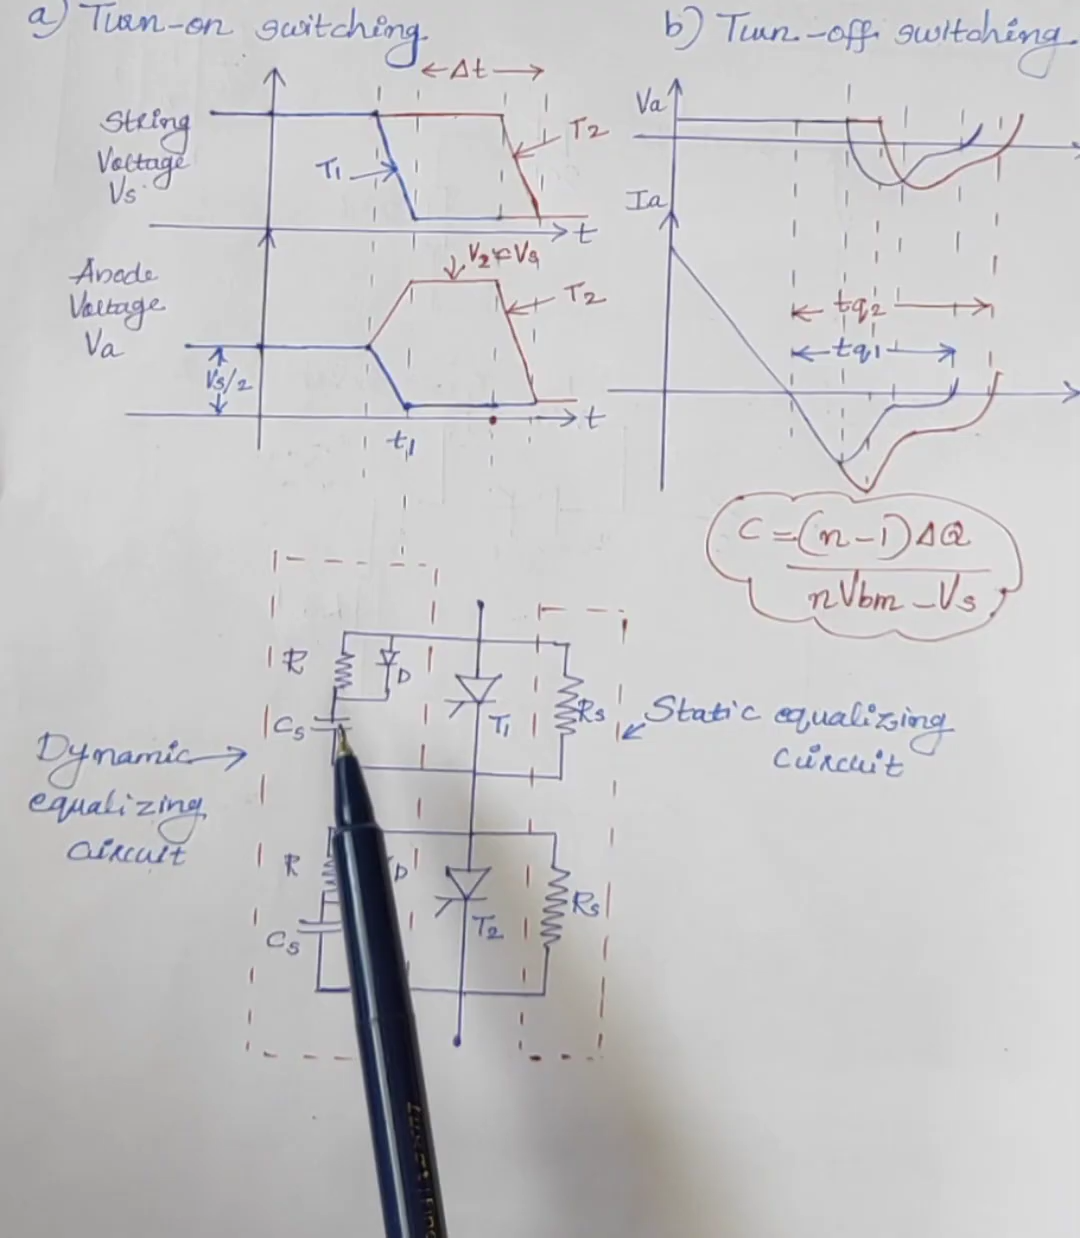 a) Turn-on switching
b) Turn-off switching
← Δt →
String
Voltage
Vs
T1
T2
t
V2 ≠ Vs
Anode
Voltage
Va
Vs/2
T2
t1
t
Va
Ia
tq2
tq1
C = (n-1)ΔQ
nVbm - Vs
R
D
Cs
T1
Rs
Static equalizing
circuit
Dynamic
equalizing
circuit
R
D
Cs
T2
Rs